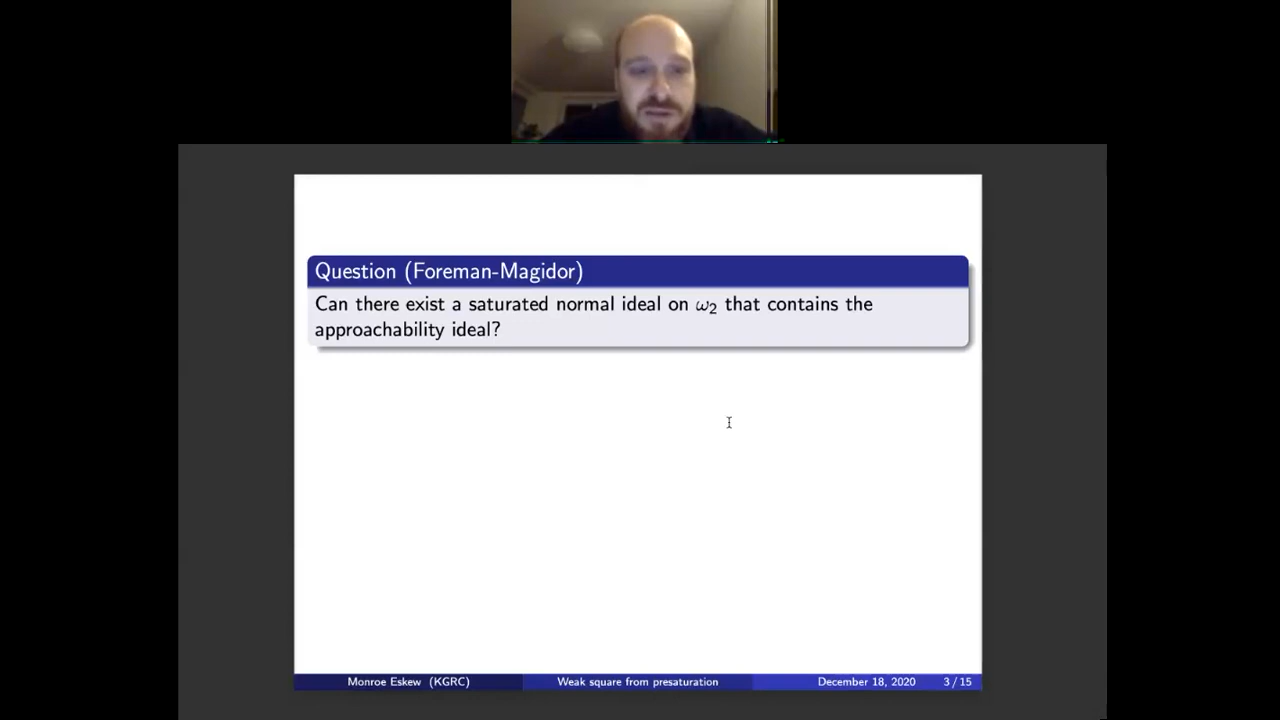 Question (Foreman-Magidor)
Can there exist a saturated normal ideal on ω₂ that contains the
approachability ideal?
Monroe Eskew (KGRC) Weak square from presaturation December 18, 2020 3 / 15